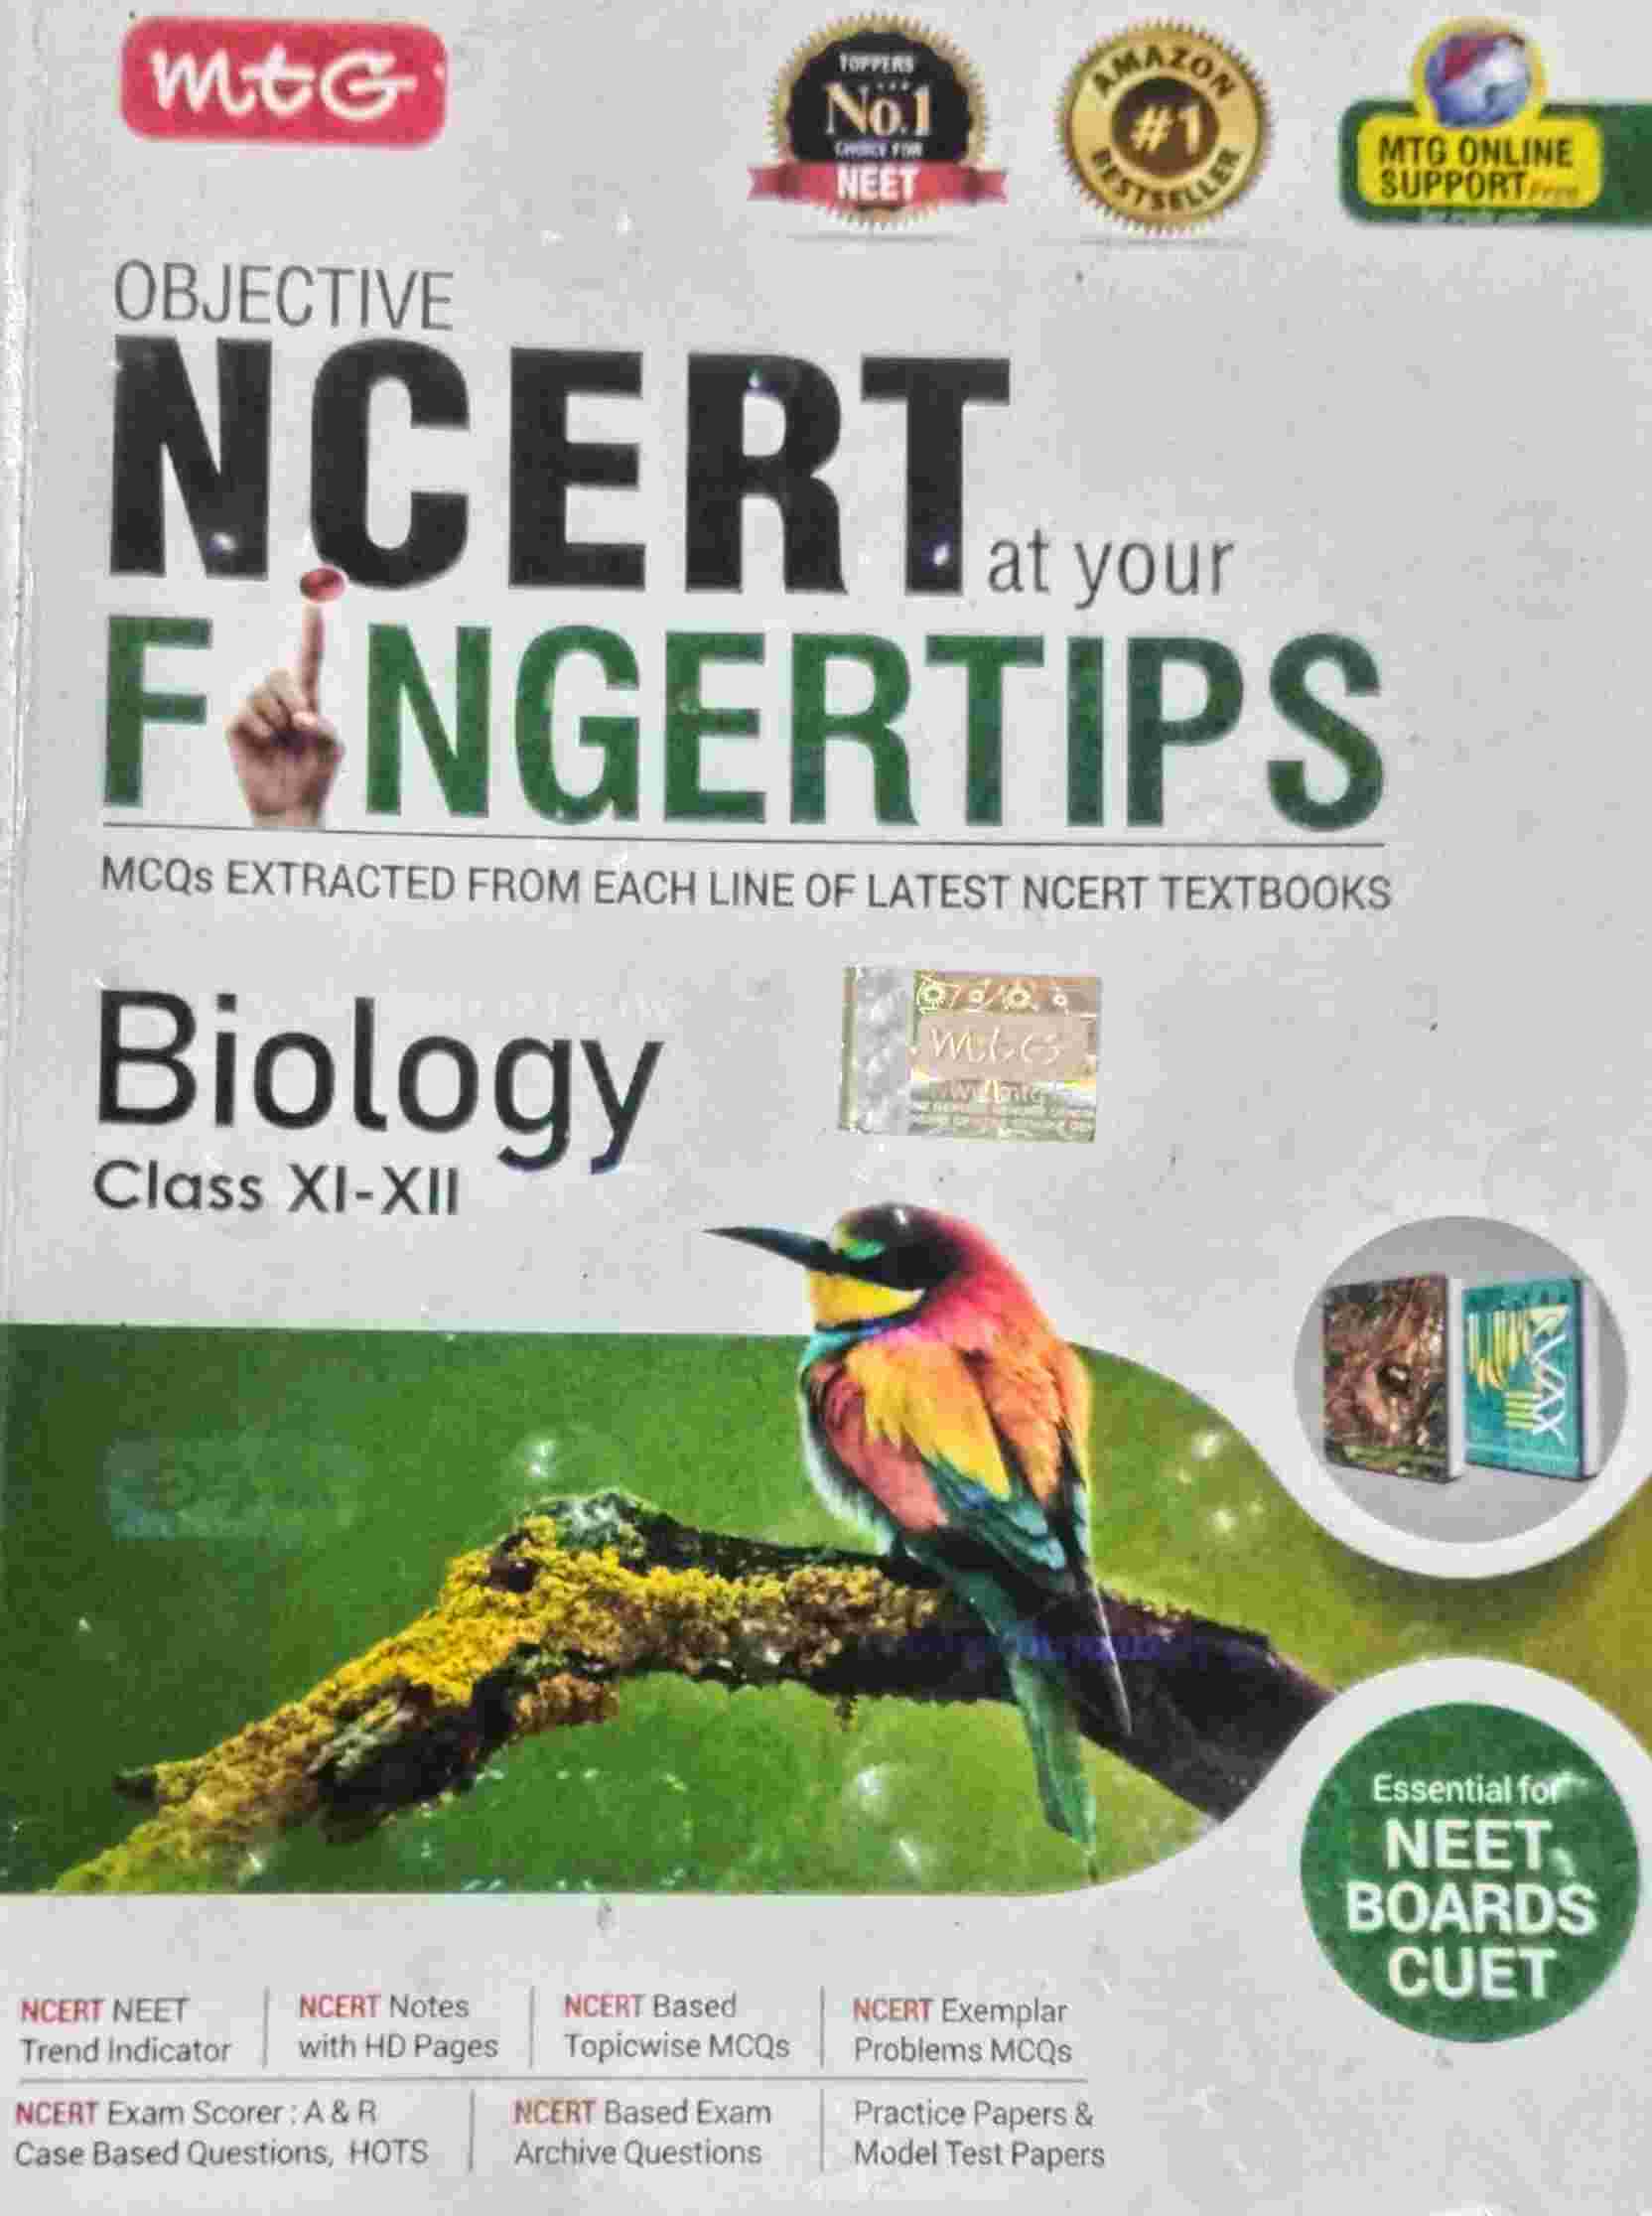 mtG
TOPPERS
No.1
CHOICE FOR
NEET
AMAZON
#1
BESTSELLER
MTG ONLINE
SUPPORT Free
OBJECTIVE
NCERT at your
FINGERTIPS
MCQs EXTRACTED FROM EACH LINE OF LATEST NCERT TEXTBOOKS
Biology
Class XI-XII
Essential for
NEET
BOARDS
CUET
NCERT NEET
Trend Indicator
NCERT Notes
with HD Pages
NCERT Based
Topicwise MCQs
NCERT Exemplar
Problems MCQs
NCERT Exam Scorer : A & R
Case Based Questions, HOTS
NCERT Based Exam
Archive Questions
Practice Papers &
Model Test Papers